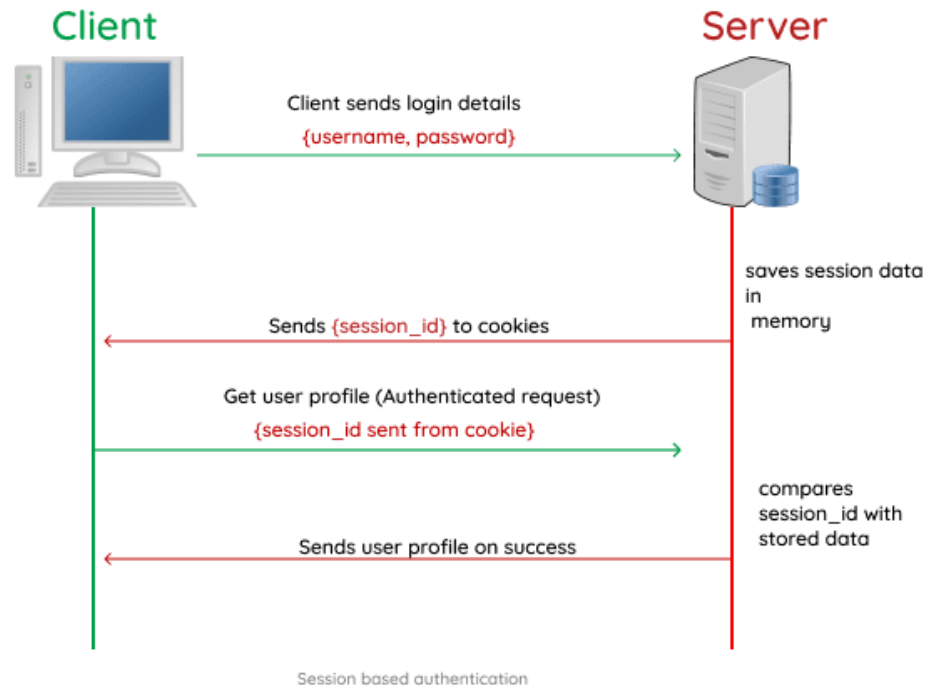 Client
Server
Client sends login details
{username, password}
saves session data
in
memory
Sends {session_id} to cookies
Get user profile (Authenticated request)
{session_id sent from cookie}
compares
session_id with
stored data
Sends user profile on success
Session based authentication